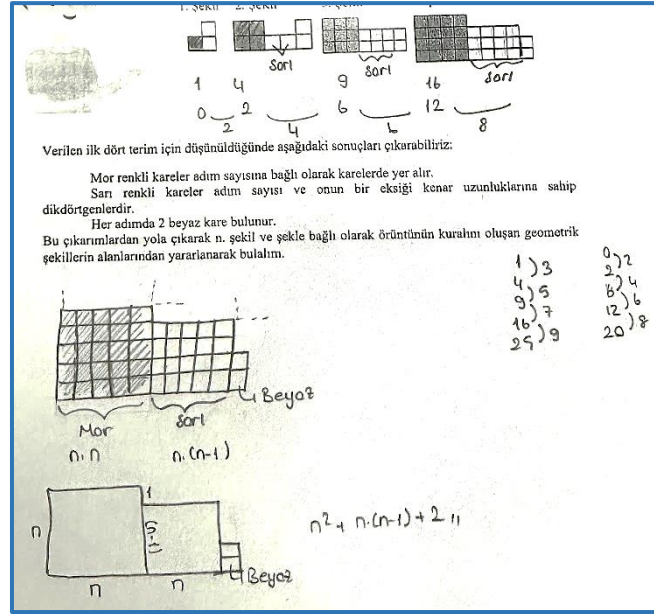 1. Şekil 2. Şekil
Sarı sarı sarı
1 4 9 16
0 2 6 12
2 4 6 8
Verilen ilk dört terim için düşünüldüğünde aşağıdaki sonuçları çıkarabiliriz:
Mor renkli kareler adım sayısına bağlı olarak karelerde yer alır.
Sarı renkli kareler adım sayısı ve onun bir eksiği kenar uzunluklarına sahip
dikdörtgenlerdir.
Her adımda 2 beyaz kare bulunur.
Bu çıkarımlardan yola çıkarak n. şekil ve şekle bağlı olarak örüntünün kuralını oluşan geometrik
şekillerin alanlarından yararlanarak bulalım.
1 ) 3 0 ) 2
4 ) 5 2 ) 4
9 ) 7 6 ) 6
16 ) 9 12 ) 8
25 20
Beyaz
Mor sarı
n.n n.(n-1)
1
n (n-1) n² + n.(n-1) + 2 //
Beyaz
n n